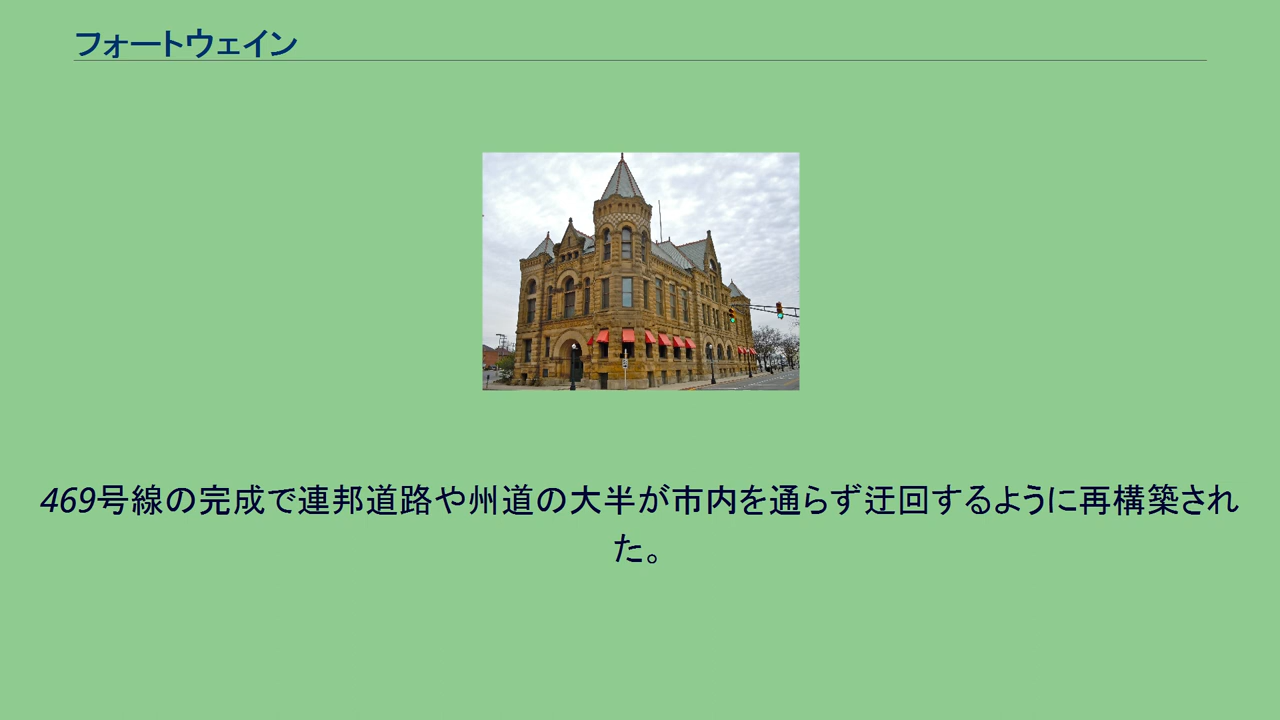 フォートウェイン
469号線の完成で連邦道路や州道の大半が市内を通らず迂回するように再構築され
た。